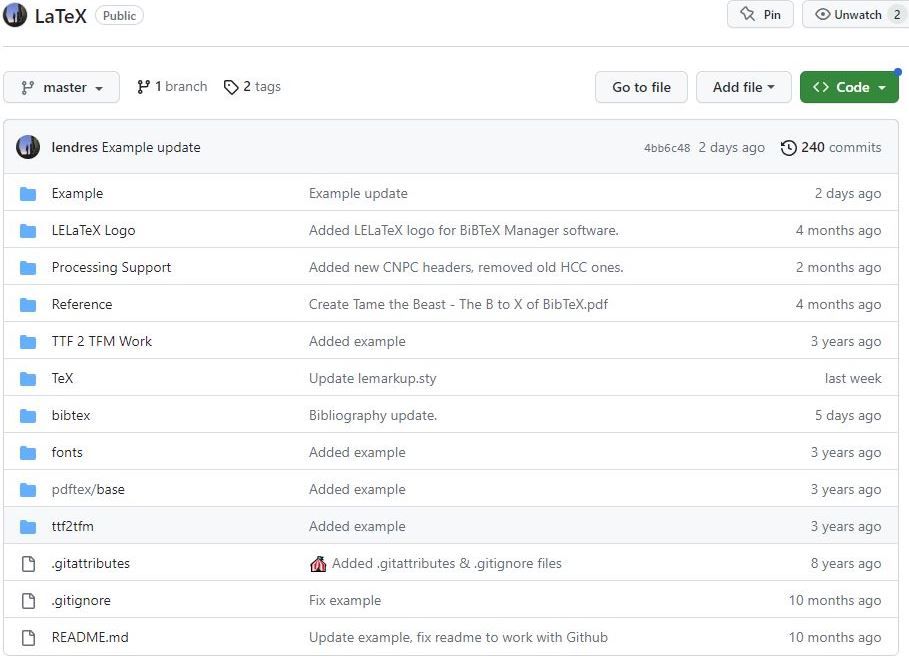 LaTeX Public Pin Unwatch 2
master 1 branch 2 tags Go to file Add file <> Code
lendres Example update 4bb6c48 2 days ago 240 commits
Example Example update 2 days ago
LELaTeX Logo Added LELaTeX logo for BiBTeX Manager software. 4 months ago
Processing Support Added new CNPC headers, removed old HCC ones. 2 months ago
Reference Create Tame the Beast - The B to X of BibTeX.pdf 4 months ago
TTF 2 TFM Work Added example 3 years ago
TeX Update lemarkup.sty last week
bibtex Bibliography update. 5 days ago
fonts Added example 3 years ago
pdftex/base Added example 3 years ago
ttf2tfm Added example 3 years ago
.gitattributes Added .gitattributes & .gitignore files 8 years ago
.gitignore Fix example 10 months ago
README.md Update example, fix readme to work with Github 10 months ago